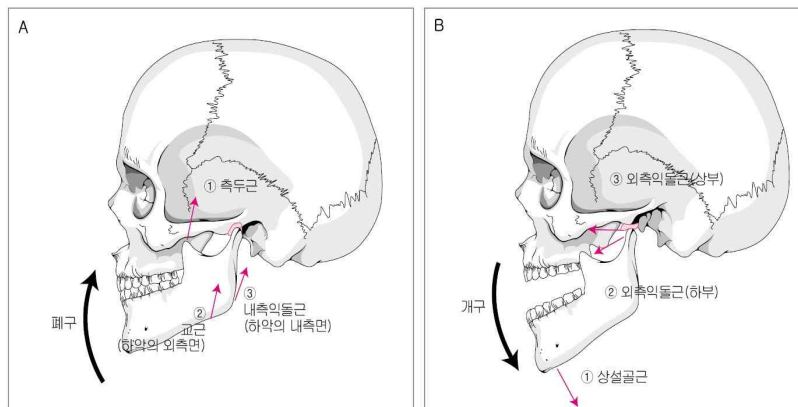 A
① 측두근
폐구
②
교근
(하악의 외측면)
③
내측익돌근
(하악의 내측면)
B
③ 외측익돌근(상부)
② 외측익돌근(하부)
개구
① 상설골근